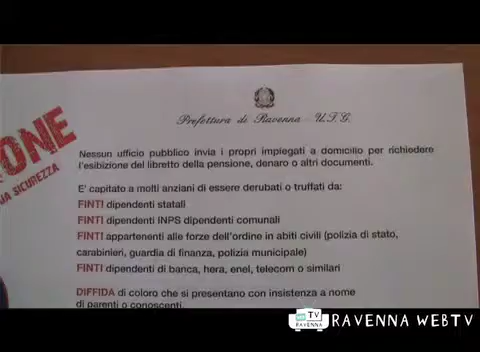 Prefettura di Ravenna - U.T.G.
ONE
UA SICUREZZA
Nessun ufficio pubblico invia i propri impiegati a domicilio per richiedere
l'esibizione del libretto della pensione, denaro o altri documenti.
E' capitato a molti anziani di essere derubati o truffati da:
FINTI dipendenti statali
FINTI dipendenti INPS dipendenti comunali
FINTI appartenenti alle forze dell'ordine in abiti civili (polizia di stato,
carabinieri, guardia di finanza, polizia municipale)
FINTI dipendenti di banca, hera, enel, telecom o similari
DIFFIDA di coloro che si presentano con insistenza a nome
di parenti o conoscenti.
WEB TV
RAVENNA
RAVENNA WEBTV